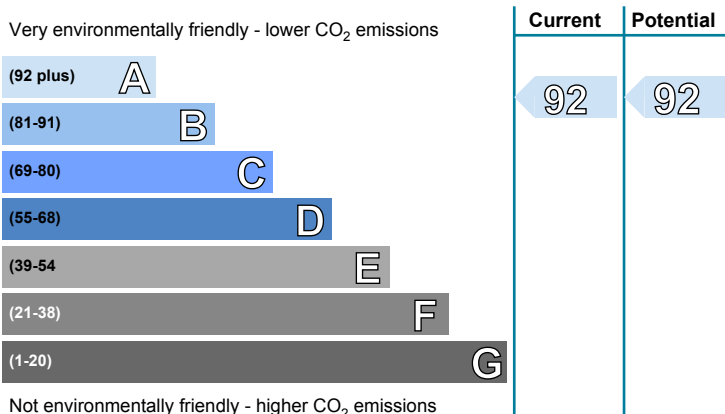 Very environmentally friendly - lower CO2 emissions
Current
Potential
(92 plus) A
92
92
(81-91) B
(69-80) C
(55-68) D
(39-54 E
(21-38) F
(1-20) G
Not environmentally friendly - higher CO2 emissions